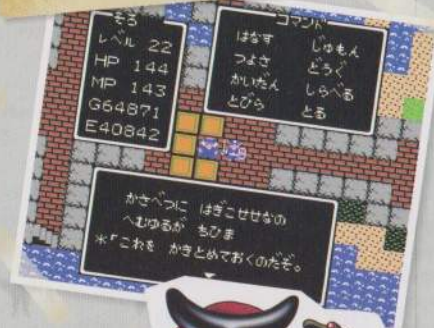 そろ
レベル 22
HP 144
MP 143
G64871
E40842
コマンド
はなす じゅもん
つよさ どうぐ
かいだん しらべる
とびら とる
かさべつに はぎこせせなの
へむゆるが ちひま
＊「これを かきとめておくのだぞ。